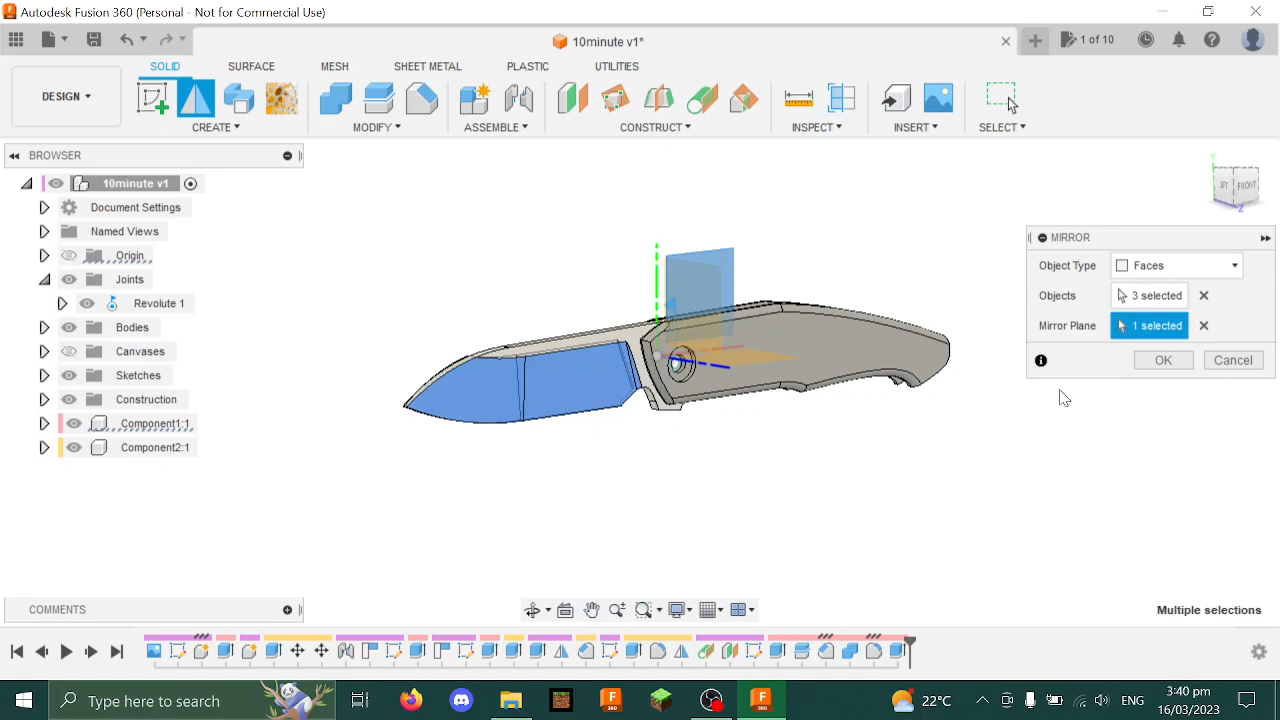 Autodesk Fusion 360 (Personal - Not for Commercial Use)
10minute v1*
1 of 10
DESIGN
SOLID
SURFACE
MESH
SHEET METAL
PLASTIC
UTILITIES
CREATE
MODIFY
ASSEMBLE
CONSTRUCT
INSPECT
INSERT
SELECT
BROWSER
10minute v1
Document Settings
Named Views
Origin
Joints
Revolute 1
Bodies
Canvases
Sketches
Construction
Component1:1
Component2:1
FRONT
Y
Z
MIRROR
Object Type
Faces
Objects
3 selected
Mirror Plane
1 selected
OK
Cancel
COMMENTS
Multiple selections
Type here to search
22°C
ENG
3:40 pm
16/03/2023